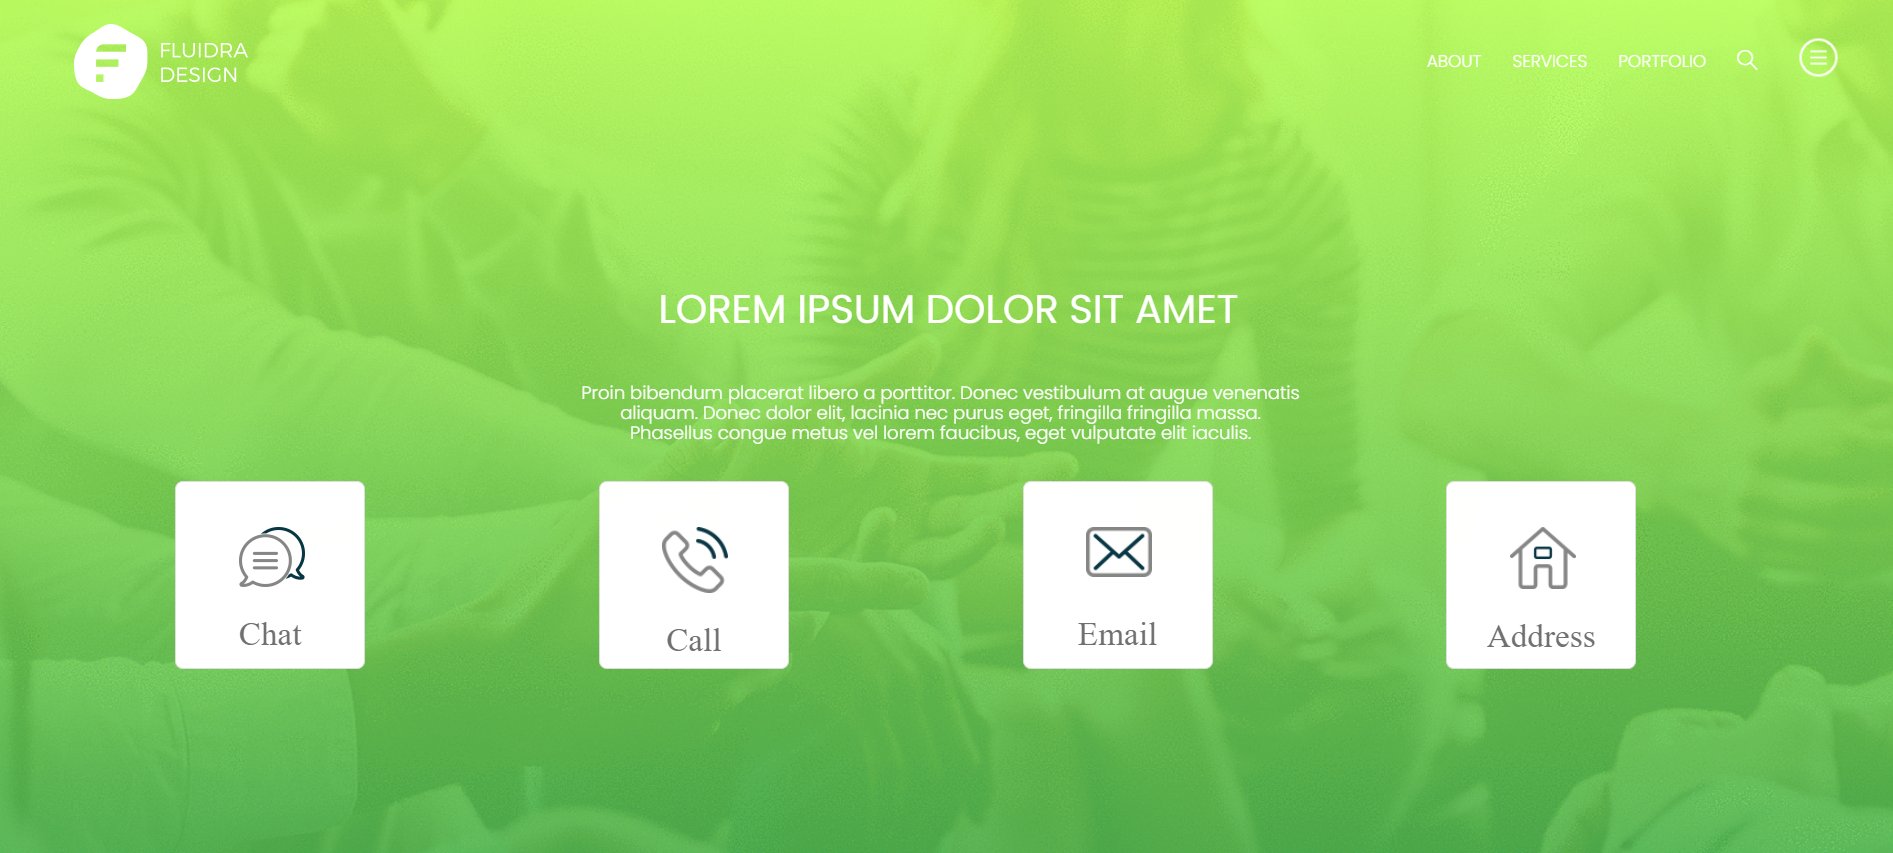 FLUIDRA
DESIGN
ABOUT SERVICES PORTFOLIO
LOREM IPSUM DOLOR SIT AMET
Proin bibendum placerat libero a porttitor. Donec vestibulum at augue venenatis
aliquam. Donec dolor elit, lacinia nec purus eget, fringilla fringilla massa.
Phasellus congue metus vel lorem faucibus, eget vulputate elit iaculis.
Chat
Call
Email
Address